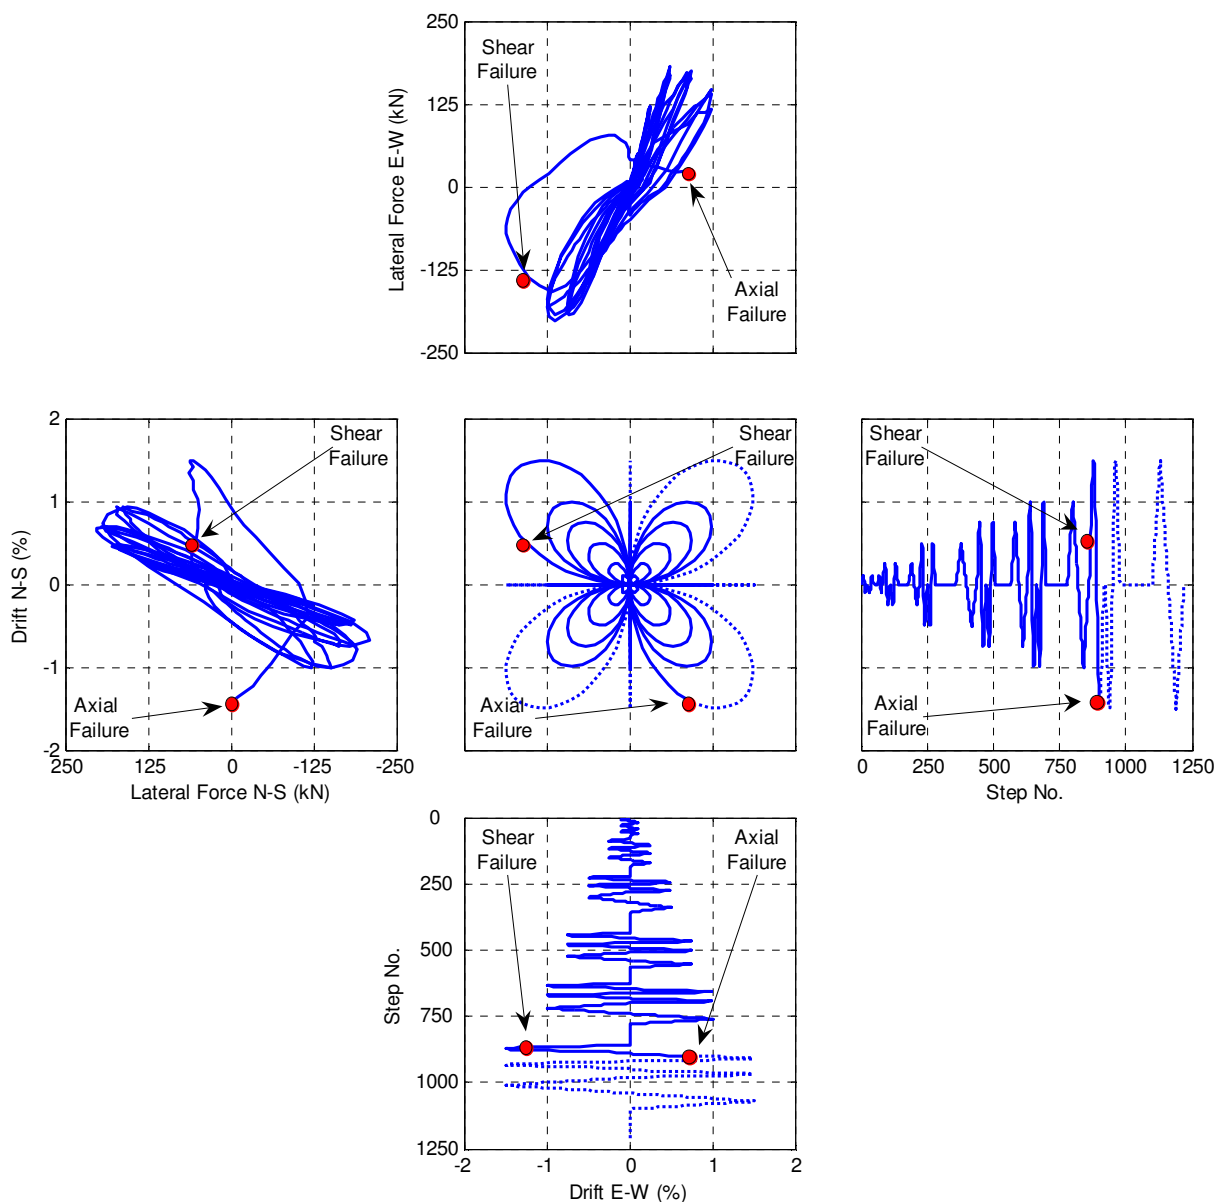 250
125
0
-125
-250
Lateral Force E-W (kN)
Shear
Failure
Axial
Failure
2
1
0
-1
-2
Drift N-S (%)
250 125 0 -125 -250
Lateral Force N-S (kN)
Shear
Failure
Axial
Failure
Shear
Failure
Axial
Failure
Shear
Failure
Axial
Failure
0 250 500 750 1000 1250
Step No.
0
250
500
750
1000
1250
Step No.
Shear
Failure
Axial
Failure
-2 -1 0 1 2
Drift E-W (%)